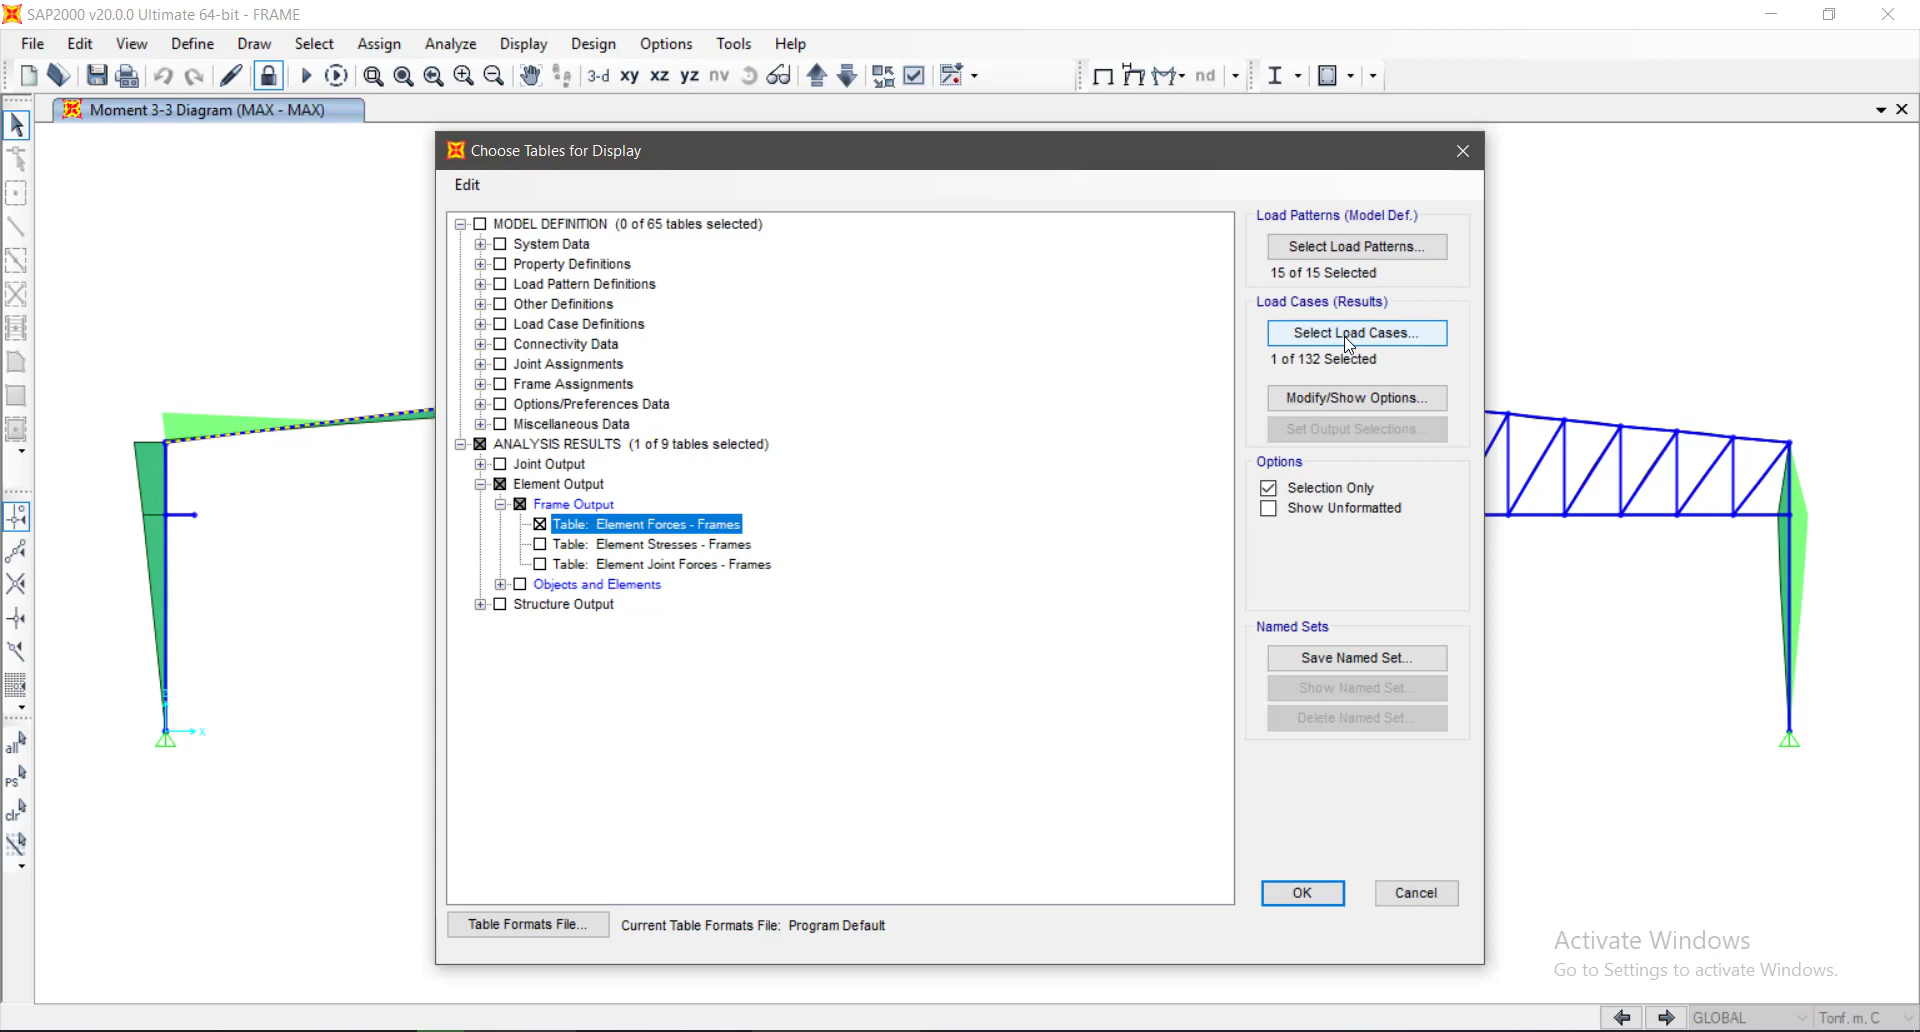 SAP2000 v20.0.0 Ultimate 64-bit - FRAME
File Edit View Define Draw Select Assign Analyze Display Design Options Tools Help
3-d xy xz yz nv nd
Moment 3-3 Diagram (MAX - MAX)
Choose Tables for Display
Edit
MODEL DEFINITION (0 of 65 tables selected)
System Data
Property Definitions
Load Pattern Definitions
Other Definitions
Load Case Definitions
Connectivity Data
Joint Assignments
Frame Assignments
Options/Preferences Data
Miscellaneous Data
ANALYSIS RESULTS (1 of 9 tables selected)
Joint Output
Element Output
Frame Output
Table: Element Forces - Frames
Table: Element Stresses - Frames
Table: Element Joint Forces - Frames
Objects and Elements
Structure Output
Load Patterns (Model Def.)
Select Load Patterns...
15 of 15 Selected
Load Cases (Results)
Select Load Cases...
1 of 132 Selected
Modify/Show Options...
Set Output Selections...
Options
Selection Only
Show Unformatted
Named Sets
Save Named Set...
Show Named Set...
Delete Named Set...
OK Cancel
Table Formats File... Current Table Formats File: Program Default
all
PS
clr
X
Activate Windows
Go to Settings to activate Windows.
GLOBAL Tonf, m, C